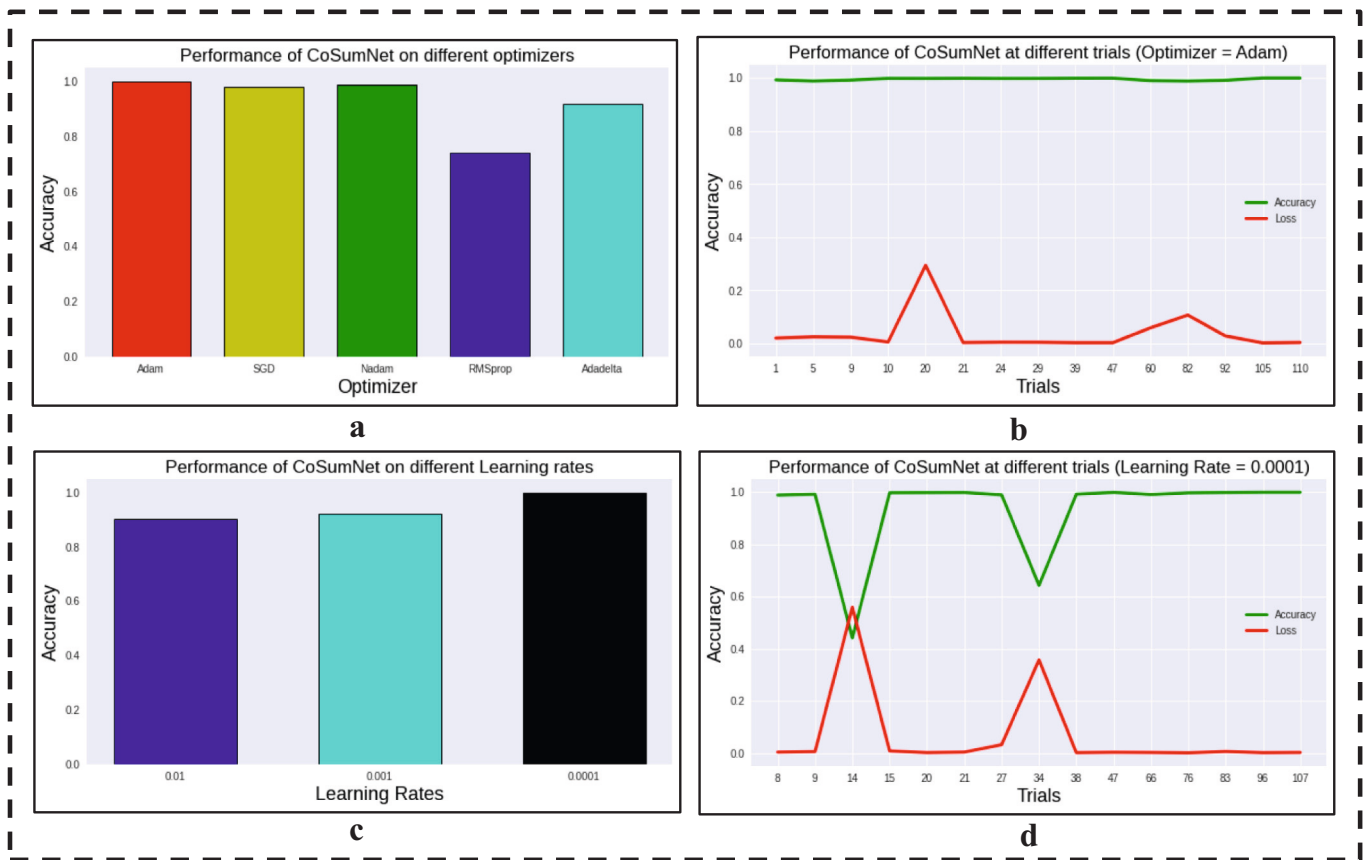 Performance of CoSumNet on different optimizers
Accuracy
1.0
0.8
0.6
0.4
0.2
0.0
Adam SGD Nadam RMSprop Adadelta
Optimizer
a
Performance of CoSumNet at different trials (Optimizer = Adam)
Accuracy
1.0
0.8
0.6
0.4
0.2
0.0
Accuracy
Loss
1 5 9 10 20 21 24 29 39 47 60 82 92 105 110
Trials
b
Performance of CoSumNet on different Learning rates
Accuracy
1.0
0.8
0.6
0.4
0.2
0.0
0.01 0.001 0.0001
Learning Rates
c
Performance of CoSumNet at different trials (Learning Rate = 0.0001)
Accuracy
1.0
0.8
0.6
0.4
0.2
0.0
Accuracy
Loss
8 9 14 15 20 21 27 34 38 47 66 76 83 96 107
Trials
d